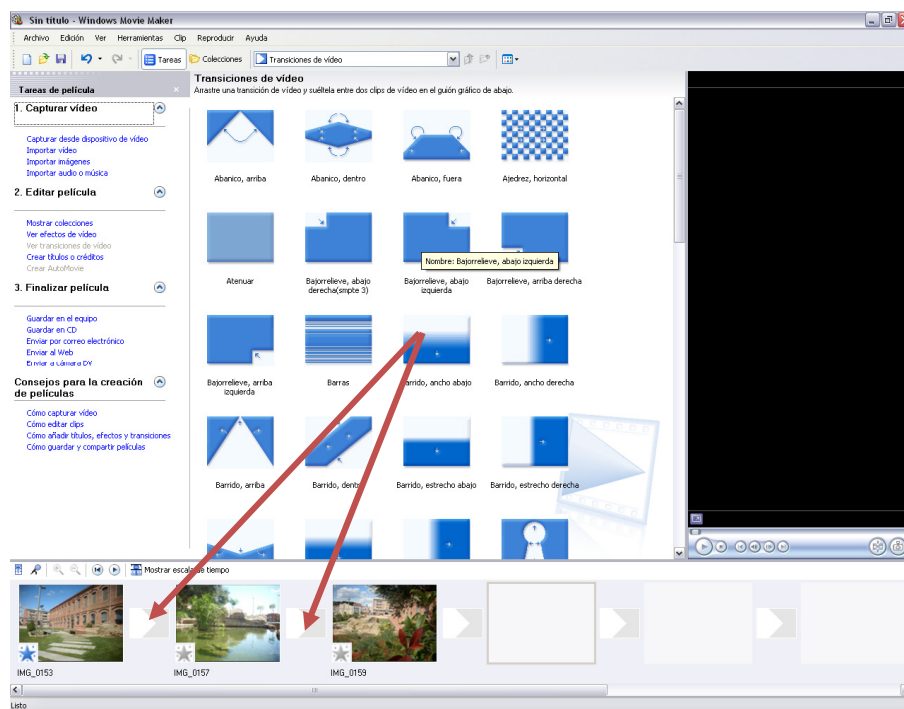 Sin título - Windows Movie Maker
Archivo Edición Ver Herramientas Clip Reproducir Ayuda
Tareas Colecciones Transiciones de vídeo
Tareas de película
Transiciones de vídeo
Arrastre una transición de vídeo y suéltela entre dos clips de vídeo en el guión gráfico de abajo.
1. Capturar vídeo
Capturar desde dispositivo de vídeo
Importar vídeo
Importar imágenes
Importar audio o música
2. Editar película
Mostrar colecciones
Ver efectos de vídeo
Ver transiciones de vídeo
Crear títulos o créditos
Crear AutoMovie
3. Finalizar película
Guardar en el equipo
Guardar en CD
Enviar por correo electrónico
Enviar al Web
Enviar a cámara DV
Consejos para la creación
de películas
Cómo capturar vídeo
Cómo editar clips
Cómo añadir títulos, efectos y transiciones
Cómo guardar y compartir películas
Abanico, arriba
Abanico, dentro
Abanico, fuera
Ajedrez, horizontal
Nombre: Bajorrelieve, abajo izquierda
Atenuar
Bajorrelieve, abajo
derecha(smpte 3)
Bajorrelieve, abajo
izquierda
Bajorrelieve, arriba derecha
Bajorrelieve, arriba
izquierda
Barras
Barrido, ancho abajo
Barrido, ancho derecha
Barrido, arriba
Barrido, dentro
Barrido, estrecho abajo
Barrido, estrecho derecha
Mostrar escala de tiempo
IMG_0153
IMG_0157
IMG_0159
Listo